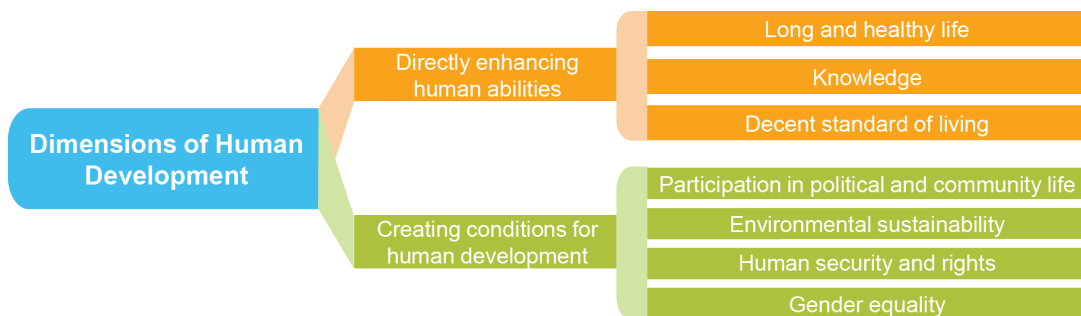 Dimensions of Human
Development
Directly enhancing
human abilities
Long and healthy life
Knowledge
Decent standard of living
Creating conditions for
human development
Participation in political and community life
Environmental sustainability
Human security and rights
Gender equality